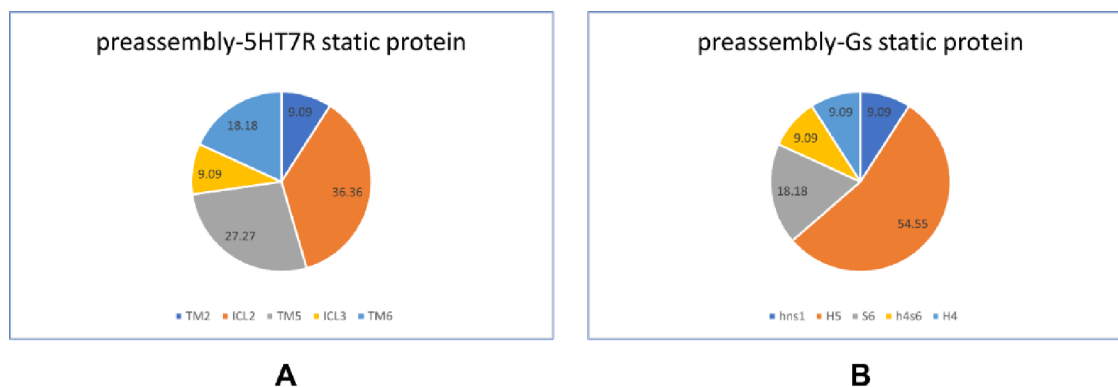 preassembly-5HT7R static protein
9.09
18.18
9.09
36.36
27.27
TM2 ICL2 TM5 ICL3 TM6
A
preassembly-Gs static protein
9.09
9.09
9.09
18.18
54.55
hns1 H5 S6 h4s6 H4
B